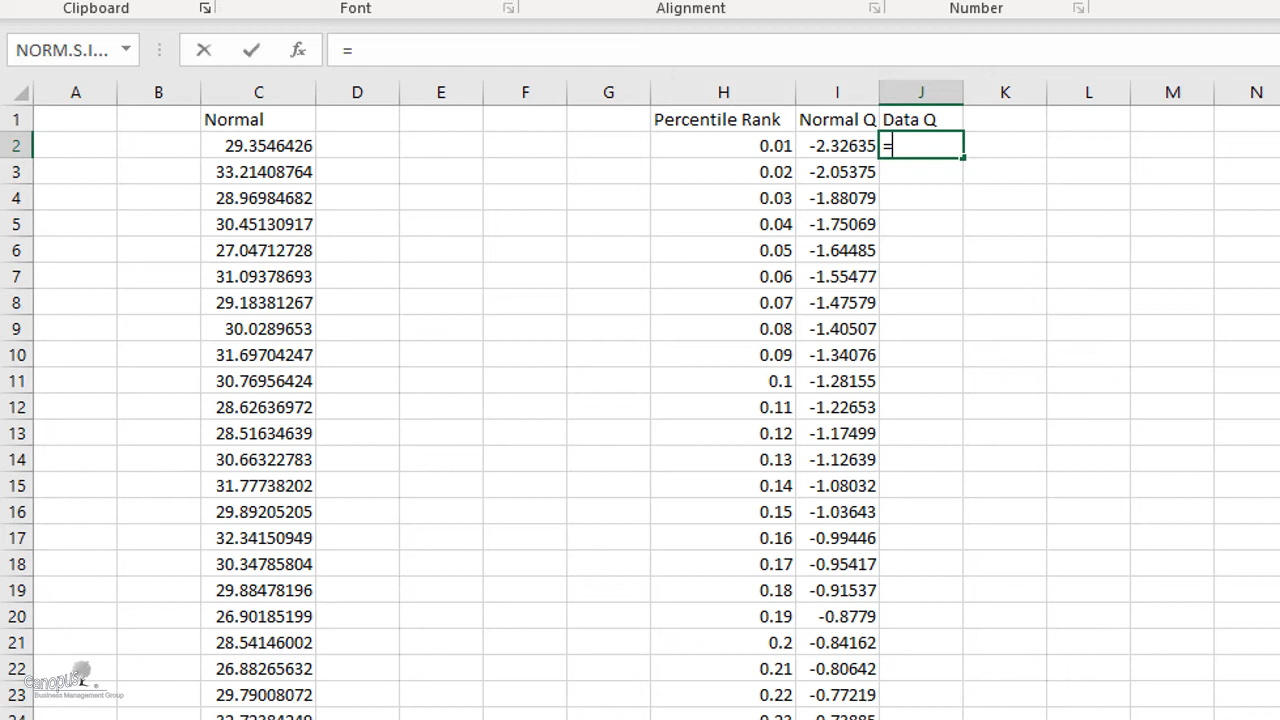 Clipboard Font Alignment Number
NORM.S.I... fx =
A B C D E F G H I J K L M N
1 Normal Percentile Rank Normal Q Data Q
2 29.3546426 0.01 -2.32635 =
3 33.21408764 0.02 -2.05375
4 28.96984682 0.03 -1.88079
5 30.45130917 0.04 -1.75069
6 27.04712728 0.05 -1.64485
7 31.09378693 0.06 -1.55477
8 29.18381267 0.07 -1.47579
9 30.0289653 0.08 -1.40507
10 31.69704247 0.09 -1.34076
11 30.76956424 0.1 -1.28155
12 28.62636972 0.11 -1.22653
13 28.51634639 0.12 -1.17499
14 30.66322783 0.13 -1.12639
15 31.77738202 0.14 -1.08032
16 29.89205205 0.15 -1.03643
17 32.34150949 0.16 -0.99446
18 30.34785804 0.17 -0.95417
19 29.88478196 0.18 -0.91537
20 26.90185199 0.19 -0.8779
21 28.54146002 0.2 -0.84162
22 26.88265632 0.21 -0.80642
23 29.79008072 0.22 -0.77219
Canopus
Business Management Group